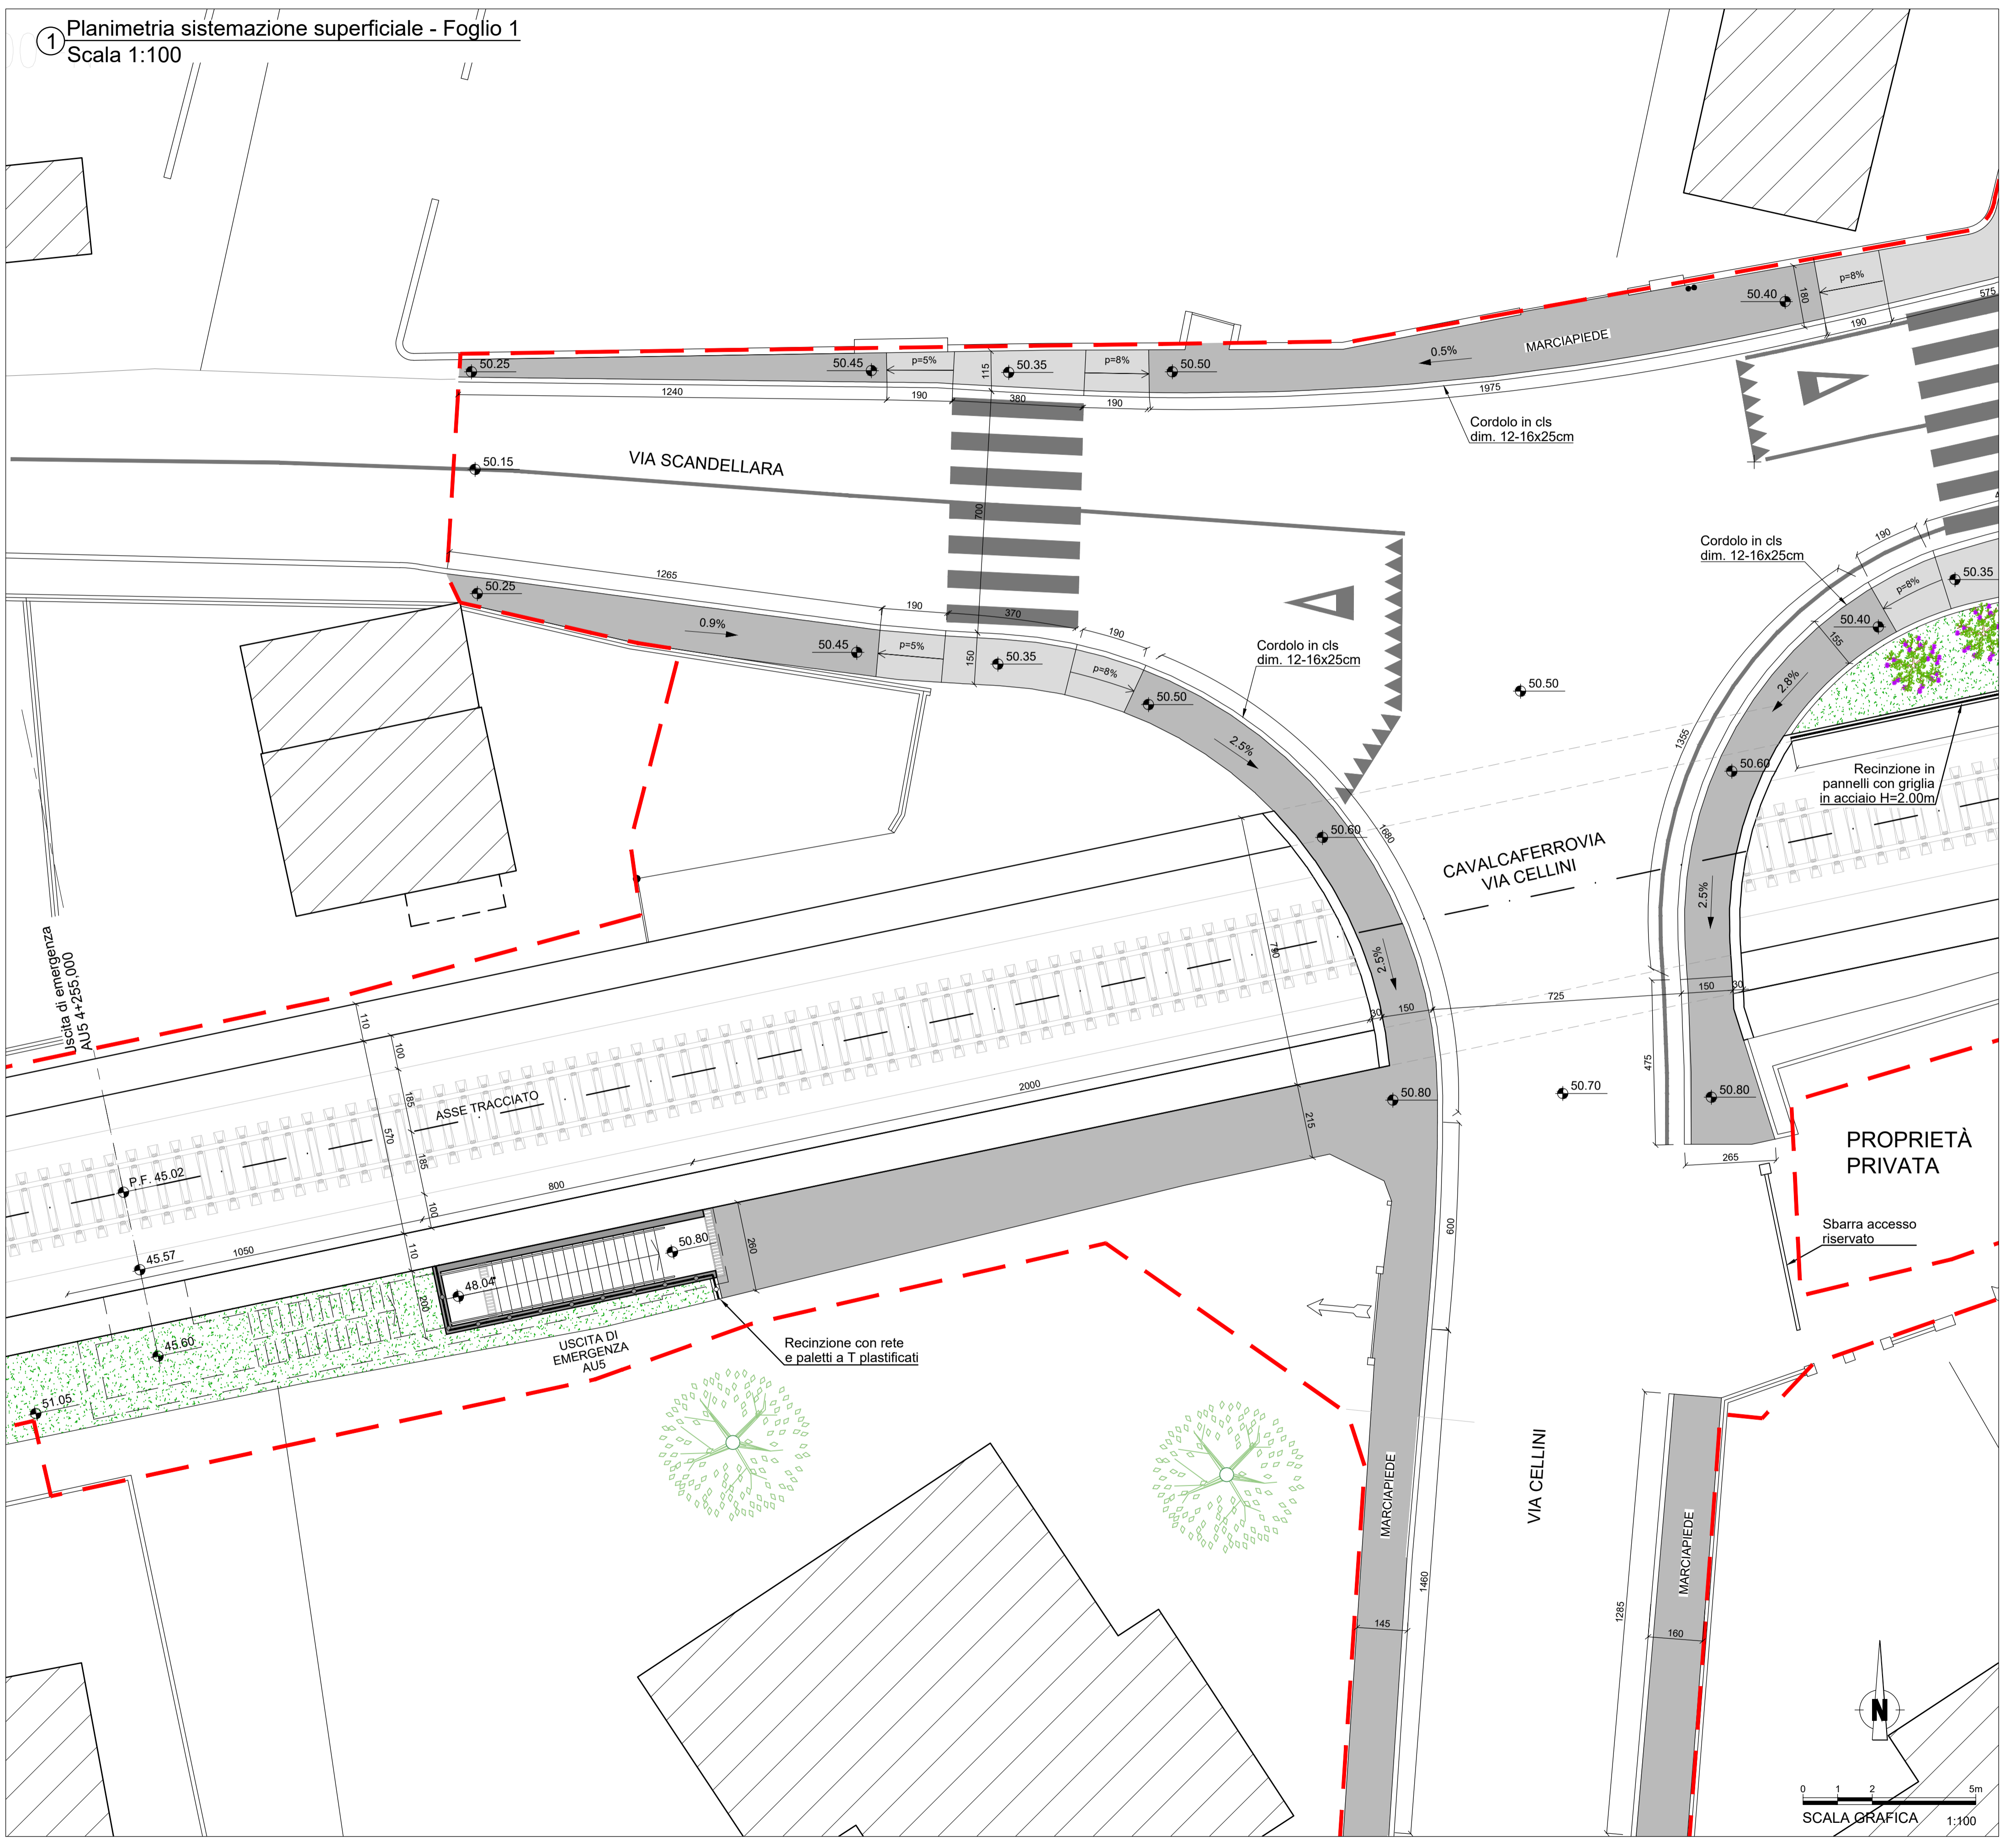 1
Planimetria sistemazione superficiale - Foglio 1
Scala 1:100
50.25
50.45
p=5%
115
50.35
p=8%
50.50
0.5%
MARCIAPIEDE
50.40
180
p=8%
190
575
1240
190
380
190
1975
Cordolo in cls
dim. 12-16x25cm
50.15
VIA SCANDELLARA
700
1265
190
370
190
50.25
0.9%
50.45
p=5%
150
50.35
p=8%
50.50
Cordolo in cls
dim. 12-16x25cm
2.5%
50.60
1680
50.50
Cordolo in cls
dim. 12-16x25cm
190
p=8%
50.35
50.40
155
2.8%
1355
50.60
Recinzione in
pannelli con griglia
in acciaio H=2.00m
CAVALCAFERROVIA
VIA CELLINI
2.5%
2.5%
790
30
150
725
150
30
475
50.80
50.70
50.80
265
PROPRIETÀ
PRIVATA
Sbarra accesso
riservato
Uscita di emergenza
AU5 4+255,000
110
100
185
570
185
100
110
200
ASSE TRACCIATO
2000
800
1050
215
P.F. 45.02
45.57
45.60
51.05
48.04
50.80
260
USCITA DI
EMERGENZA
AU5
Recinzione con rete
e paletti a T plastificati
600
MARCIAPIEDE
1460
145
VIA CELLINI
MARCIAPIEDE
1285
160
N
0 1 2 5m
SCALA GRAFICA 1:100